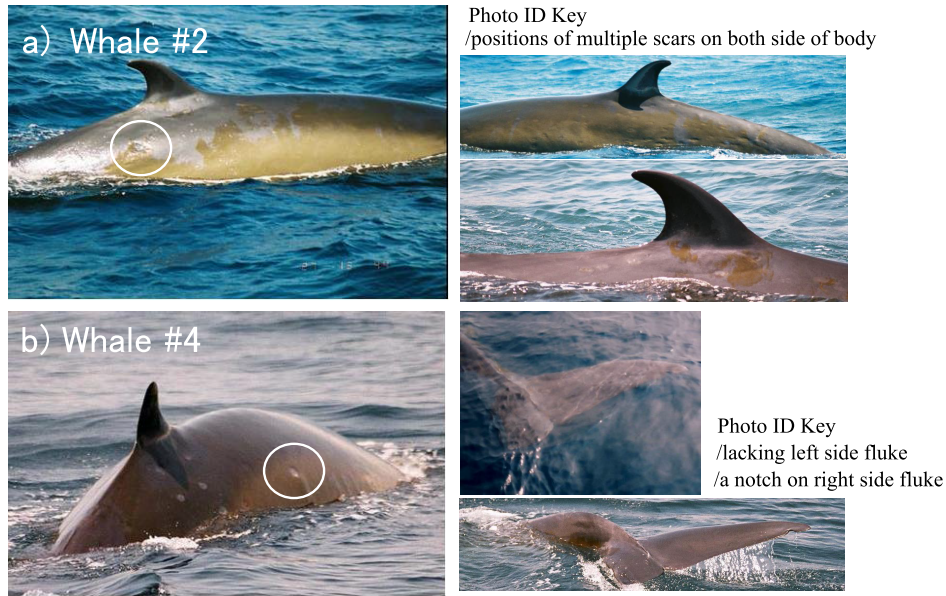 a) Whale #2
Photo ID Key
/positions of multiple scars on both side of body
b) Whale #4
Photo ID Key
/lacking left side fluke
/a notch on right side fluke